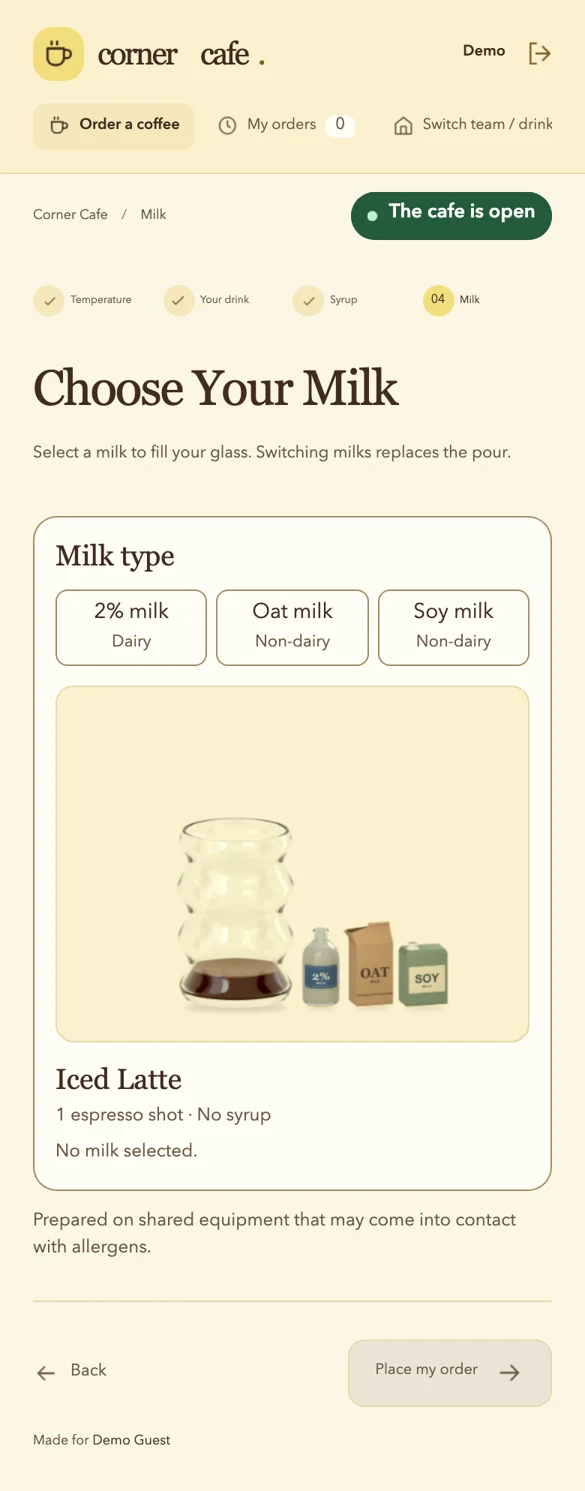 corner cafe .
Demo
Order a coffee
My orders 0
Switch team / drink
Corner Cafe / Milk
The cafe is open
Temperature
Your drink
Syrup
04 Milk
Choose Your Milk
Select a milk to fill your glass. Switching milks replaces the pour.
Milk type
2% milk
Dairy
Oat milk
Non-dairy
Soy milk
Non-dairy
2%
MILK
OAT
MILK
SOY
MILK
Iced Latte
1 espresso shot · No syrup
No milk selected.
Prepared on shared equipment that may come into contact
with allergens.
Back
Place my order
Made for Demo Guest